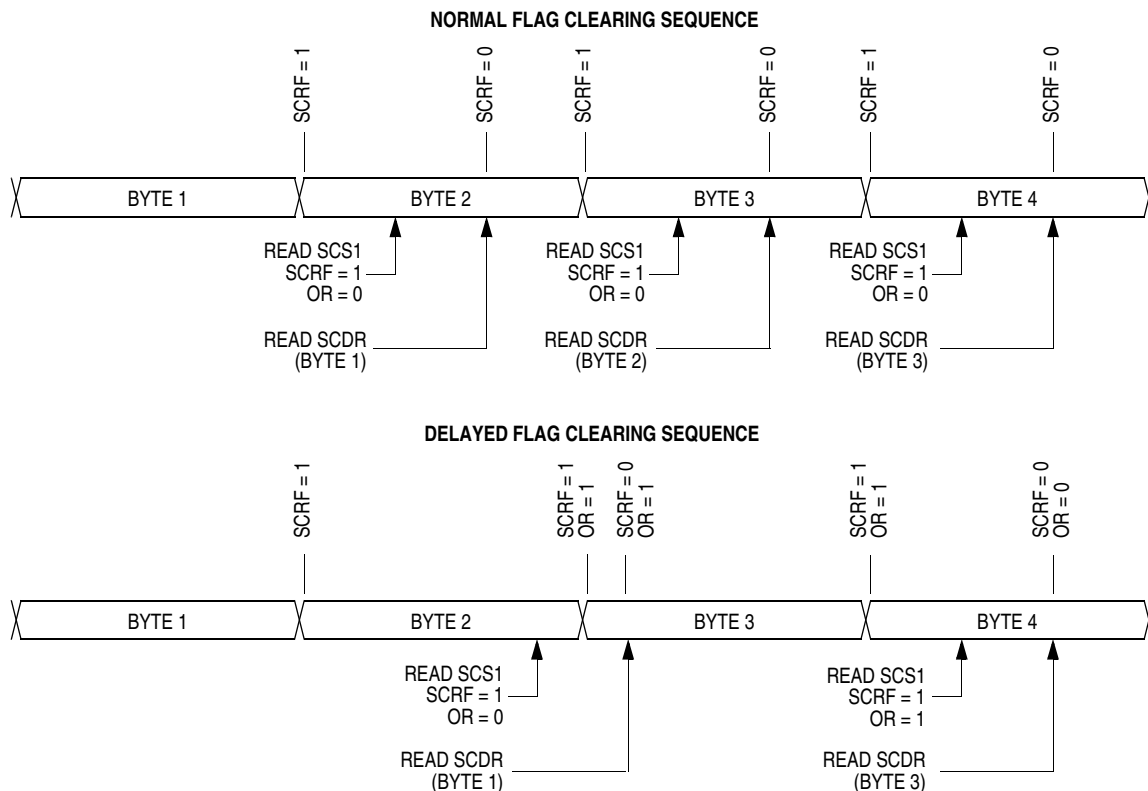 NORMAL FLAG CLEARING SEQUENCE
SCRF = 1
SCRF = 0
SCRF = 1
SCRF = 0
SCRF = 1
SCRF = 0
BYTE 1
BYTE 2
BYTE 3
BYTE 4
READ SCS1
SCRF = 1
OR = 0
READ SCDR
(BYTE 1)
READ SCS1
SCRF = 1
OR = 0
READ SCDR
(BYTE 2)
READ SCS1
SCRF = 1
OR = 0
READ SCDR
(BYTE 3)
DELAYED FLAG CLEARING SEQUENCE
SCRF = 1
SCRF = 1
OR = 1
SCRF = 0
OR = 1
SCRF = 1
OR = 1
SCRF = 0
OR = 0
BYTE 1
BYTE 2
BYTE 3
BYTE 4
READ SCS1
SCRF = 1
OR = 0
READ SCDR
(BYTE 1)
READ SCS1
SCRF = 1
OR = 1
READ SCDR
(BYTE 3)